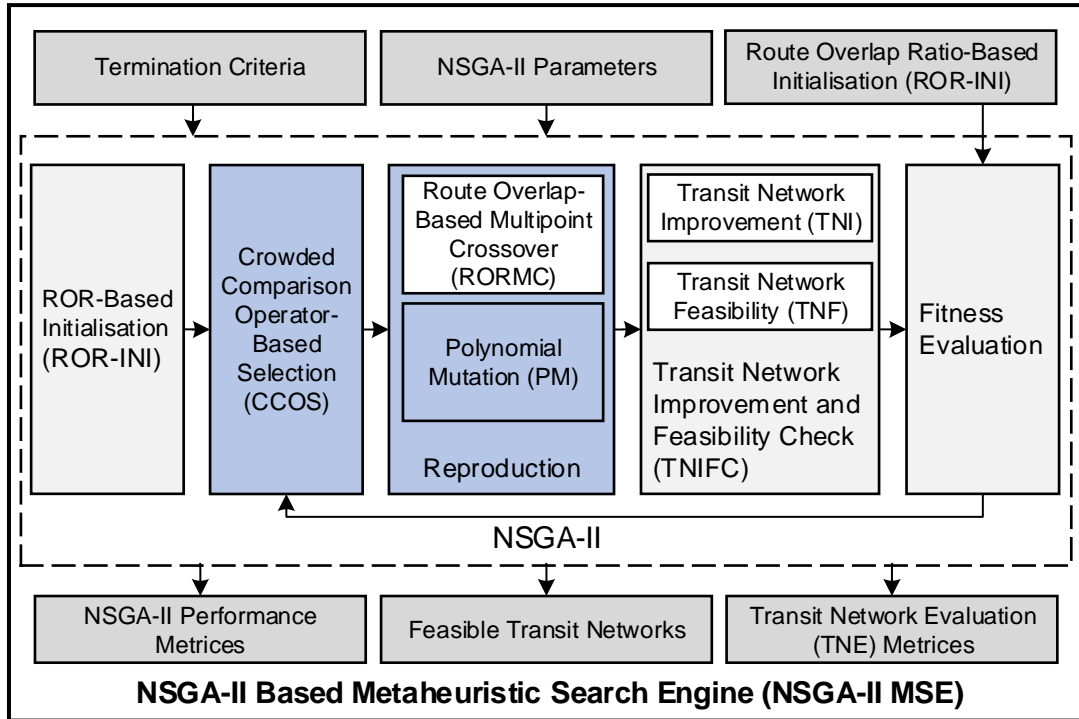 Termination Criteria
NSGA-II Parameters
Route Overlap Ratio-Based
Initialisation (ROR-INI)
ROR-Based
Initialisation
(ROR-INI)
Crowded
Comparison
Operator-
Based
Selection
(CCOS)
Route Overlap-
Based Multipoint
Crossover
(RORMC)
Polynomial
Mutation (PM)
Reproduction
Transit Network
Improvement (TNI)
Transit Network
Feasibility (TNF)
Transit Network
Improvement and
Feasibility Check
(TNIFC)
Fitness
Evaluation
NSGA-II
NSGA-II Performance
Metrices
Feasible Transit Networks
Transit Network Evaluation
(TNE) Metrices
NSGA-II Based Metaheuristic Search Engine (NSGA-II MSE)